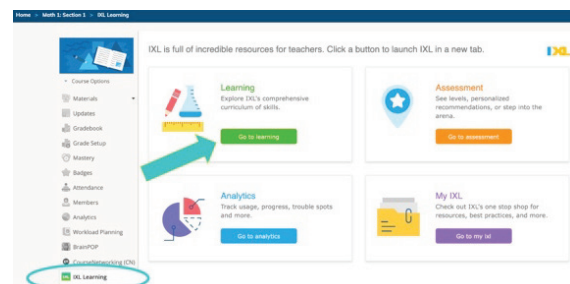 Home > Math 1: Section 1 > IXL Learning
IXL is full of incredible resources for teachers. Click a button to launch IXL in a new tab.
IXL
Course Options
Materials
Updates
Gradebook
Grade Setup
Mastery
Badges
Attendance
Members
Analytics
Workload Planning
BrainPOP
CourseNetworking (CN)
IXL Learning
Learning
Explore IXL's comprehensive
curriculum of skills.
Go to learning
Assessment
See levels, personalized
recommendations, or step into the
arena.
Go to assessment
Analytics
Track usage, progress, trouble spots
and more.
Go to analytics
My IXL
Check out IXL's one stop shop for
resources, best practices, and more.
Go to my ixl